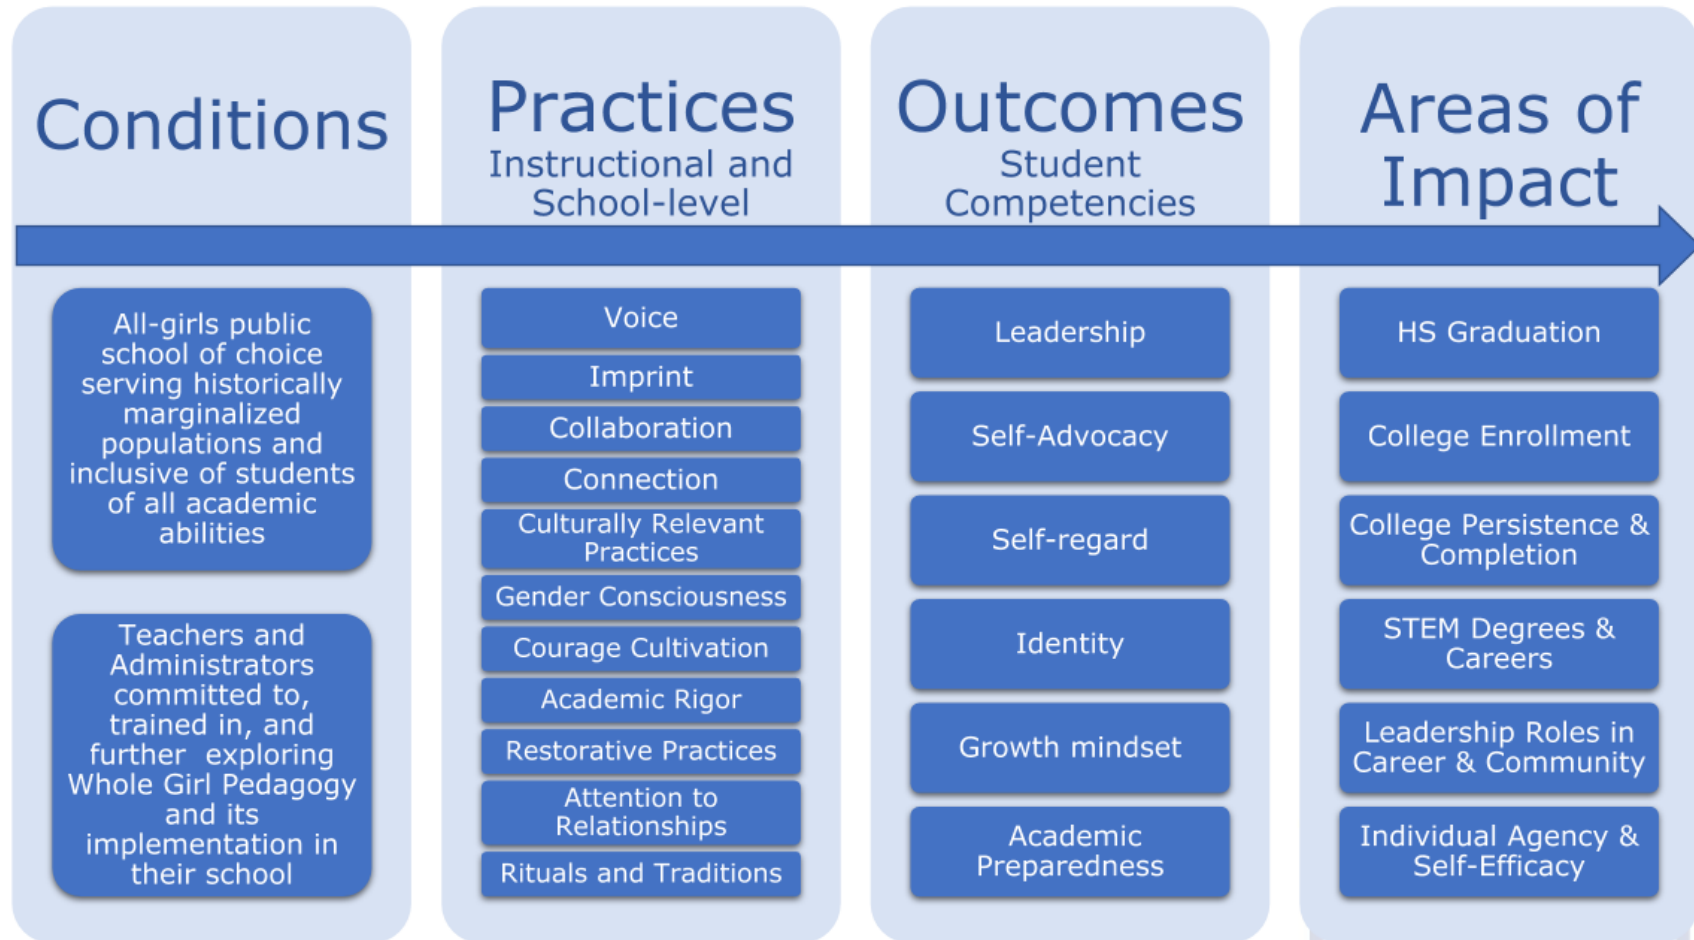 Conditions
All-girls public
school of choice
serving historically
marginalized
populations and
inclusive of students
of all academic
abilities
Teachers and
Administrators
committed to,
trained in, and
further exploring
Whole Girl Pedagogy
and its
implementation in
their school
Practices
Instructional and
School-level
Voice
Imprint
Collaboration
Connection
Culturally Relevant
Practices
Gender Consciousness
Courage Cultivation
Academic Rigor
Restorative Practices
Attention to
Relationships
Rituals and Traditions
Outcomes
Student
Competencies
Leadership
Self-Advocacy
Self-regard
Identity
Growth mindset
Academic
Preparedness
Areas of
Impact
HS Graduation
College Enrollment
College Persistence &
Completion
STEM Degrees &
Careers
Leadership Roles in
Career & Community
Individual Agency &
Self-Efficacy